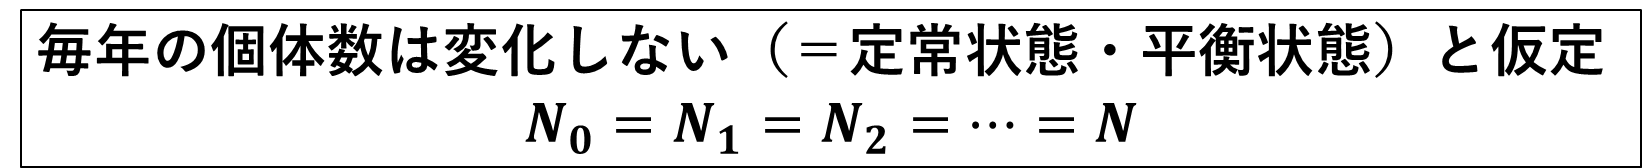 毎年の個体数は変化しない（＝定常状態・平衡状態）と仮定
N₀ = N₁ = N₂ = ⋯ = N